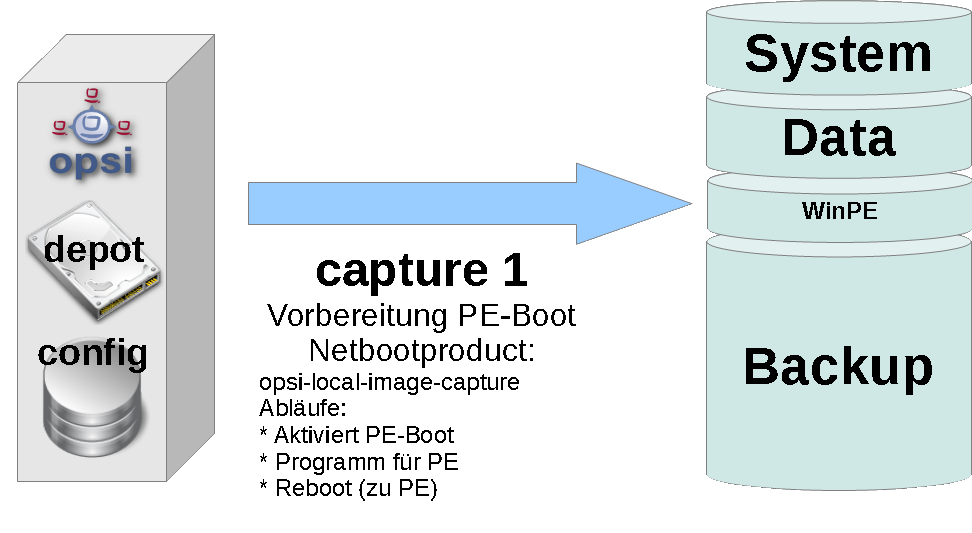 opsi
depot
config
capture 1
Vorbereitung PE-Boot
Netbootproduct:
opsi-local-image-capture
Abläufe:
* Aktiviert PE-Boot
* Programm für PE
* Reboot (zu PE)
System
Data
WinPE
Backup